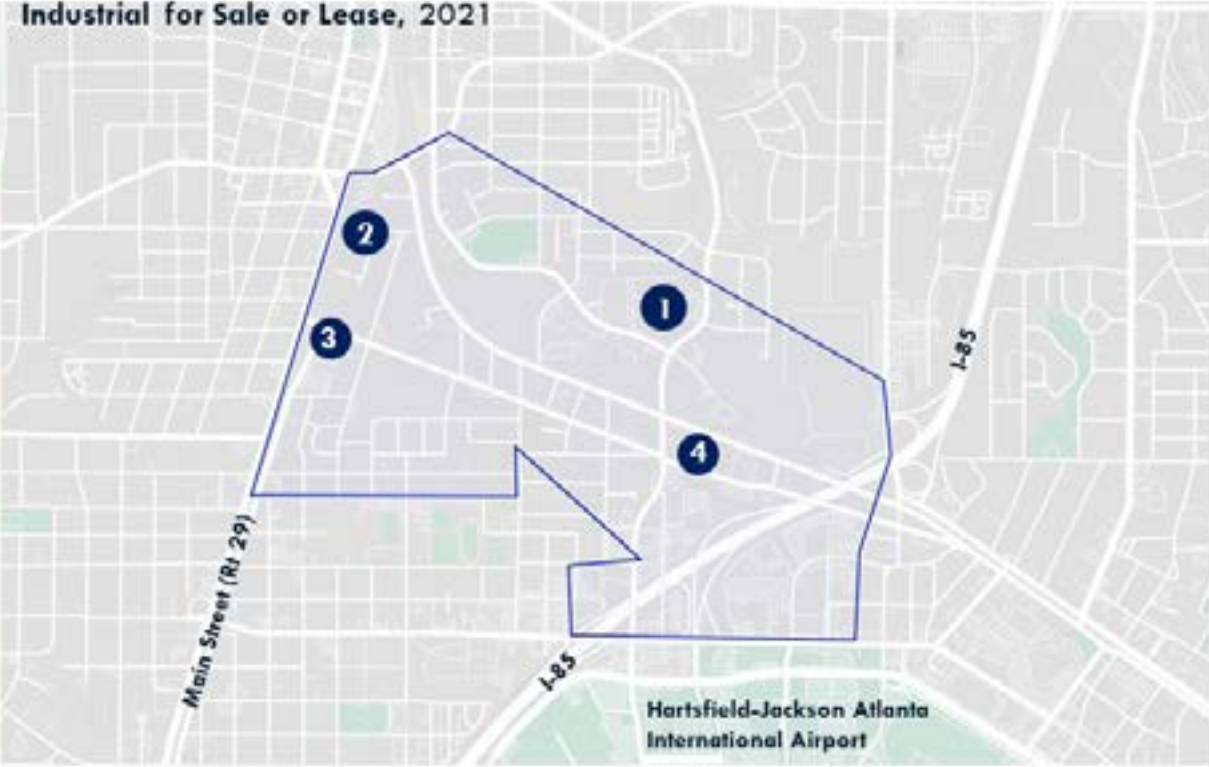 Industrial for Sale or Lease, 2021
2
1
3
I-85
4
Main Street (Rt 29)
I-85
Hartsfield-Jackson Atlanta
International Airport